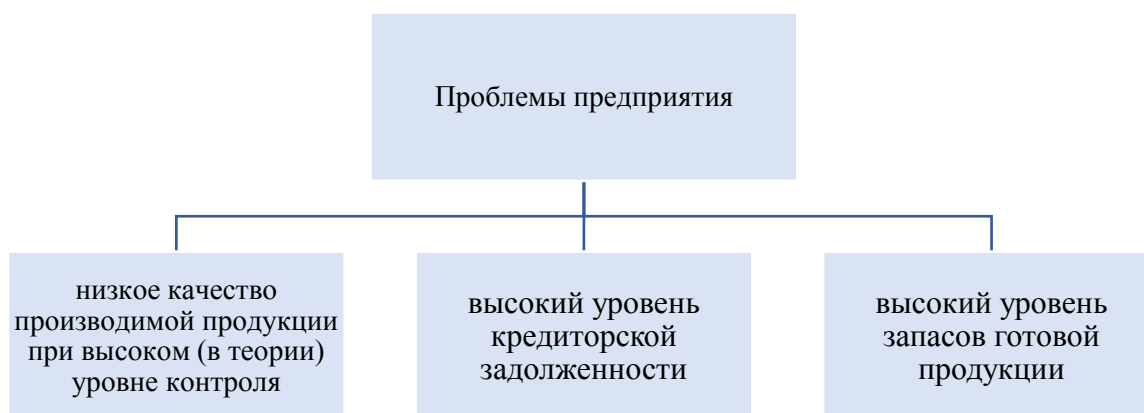 Проблемы предприятия
низкое качество
производимой продукции
при высоком (в теории)
уровне контроля
высокий уровень
кредиторской
задолженности
высокий уровень
запасов готовой
продукции